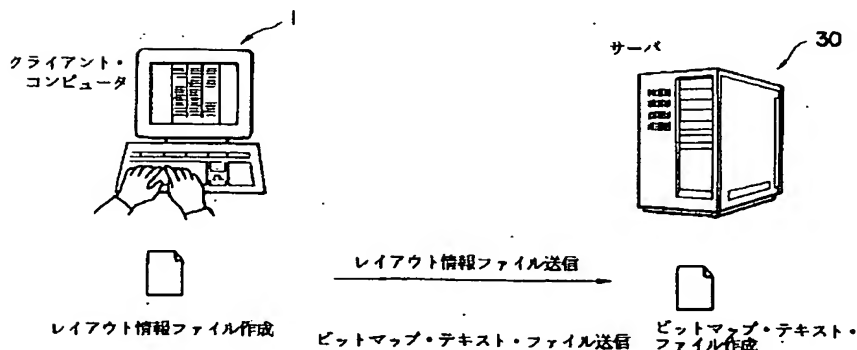 1
クライアント・
コンピュータ
サーバ
30
レイアウト情報ファイル送信
レイアウト情報ファイル作成
ビットマップ・テキスト・ファイル送信
ビットマップ・テキスト・
ファイル作成